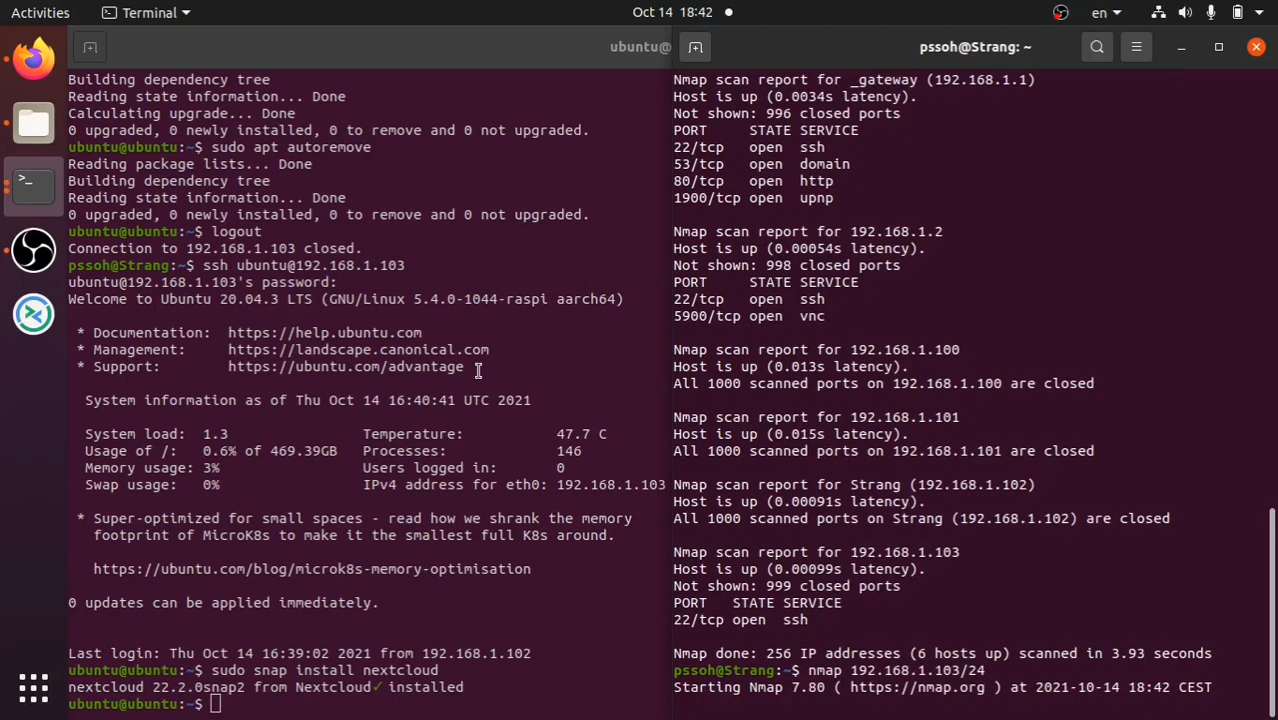 Activities
Terminal
Oct 14 18:42
en
ubuntu@
Building dependency tree
Reading state information... Done
Calculating upgrade... Done
0 upgraded, 0 newly installed, 0 to remove and 0 not upgraded.
ubuntu@ubuntu:~$ sudo apt autoremove
Reading package lists... Done
Building dependency tree
Reading state information... Done
0 upgraded, 0 newly installed, 0 to remove and 0 not upgraded.
ubuntu@ubuntu:~$ logout
Connection to 192.168.1.103 closed.
pssoh@Strang:~$ ssh ubuntu@192.168.1.103
ubuntu@192.168.1.103's password:
Welcome to Ubuntu 20.04.3 LTS (GNU/Linux 5.4.0-1044-raspi aarch64)
* Documentation: https://help.ubuntu.com
* Management: https://landscape.canonical.com
* Support: https://ubuntu.com/advantage
System information as of Thu Oct 14 16:40:41 UTC 2021
System load: 1.3 Temperature: 47.7 C
Usage of /: 0.6% of 469.39GB Processes: 146
Memory usage: 3% Users logged in: 0
Swap usage: 0% IPv4 address for eth0: 192.168.1.103
* Super-optimized for small spaces - read how we shrank the memory
footprint of MicroK8s to make it the smallest full K8s around.
https://ubuntu.com/blog/microk8s-memory-optimisation
0 updates can be applied immediately.
Last login: Thu Oct 14 16:39:02 2021 from 192.168.1.102
ubuntu@ubuntu:~$ sudo snap install nextcloud
nextcloud 22.2.0snap2 from Nextcloud✓ installed
ubuntu@ubuntu:~$
pssoh@Strang: ~
Nmap scan report for _gateway (192.168.1.1)
Host is up (0.0034s latency).
Not shown: 996 closed ports
PORT STATE SERVICE
22/tcp open ssh
53/tcp open domain
80/tcp open http
1900/tcp open upnp
Nmap scan report for 192.168.1.2
Host is up (0.00054s latency).
Not shown: 998 closed ports
PORT STATE SERVICE
22/tcp open ssh
5900/tcp open vnc
Nmap scan report for 192.168.1.100
Host is up (0.013s latency).
All 1000 scanned ports on 192.168.1.100 are closed
Nmap scan report for 192.168.1.101
Host is up (0.015s latency).
All 1000 scanned ports on 192.168.1.101 are closed
Nmap scan report for Strang (192.168.1.102)
Host is up (0.00091s latency).
All 1000 scanned ports on Strang (192.168.1.102) are closed
Nmap scan report for 192.168.1.103
Host is up (0.00099s latency).
Not shown: 999 closed ports
PORT STATE SERVICE
22/tcp open ssh
Nmap done: 256 IP addresses (6 hosts up) scanned in 3.93 seconds
pssoh@Strang:~$ nmap 192.168.1.103/24
Starting Nmap 7.80 ( https://nmap.org ) at 2021-10-14 18:42 CEST